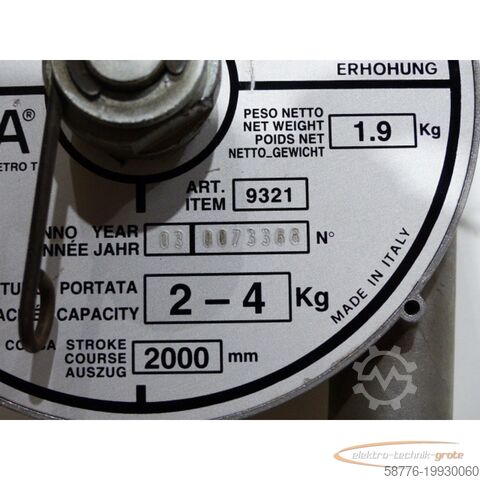 ERHOHUNG
A®
ETRO T
PESO NETTO
NET WEIGHT
POIDS NET
NETTO_GEWICHT
1.9 Kg
ART.
ITEM
9321
NNO YEAR
NNÉE JAHR
03
N°
MADE IN ITALY
PORTATA
CAPACITY
2 – 4 Kg
STROKE
COURSE
AUSZUG
2000 mm
elektro-technik-grote
58776-19930060